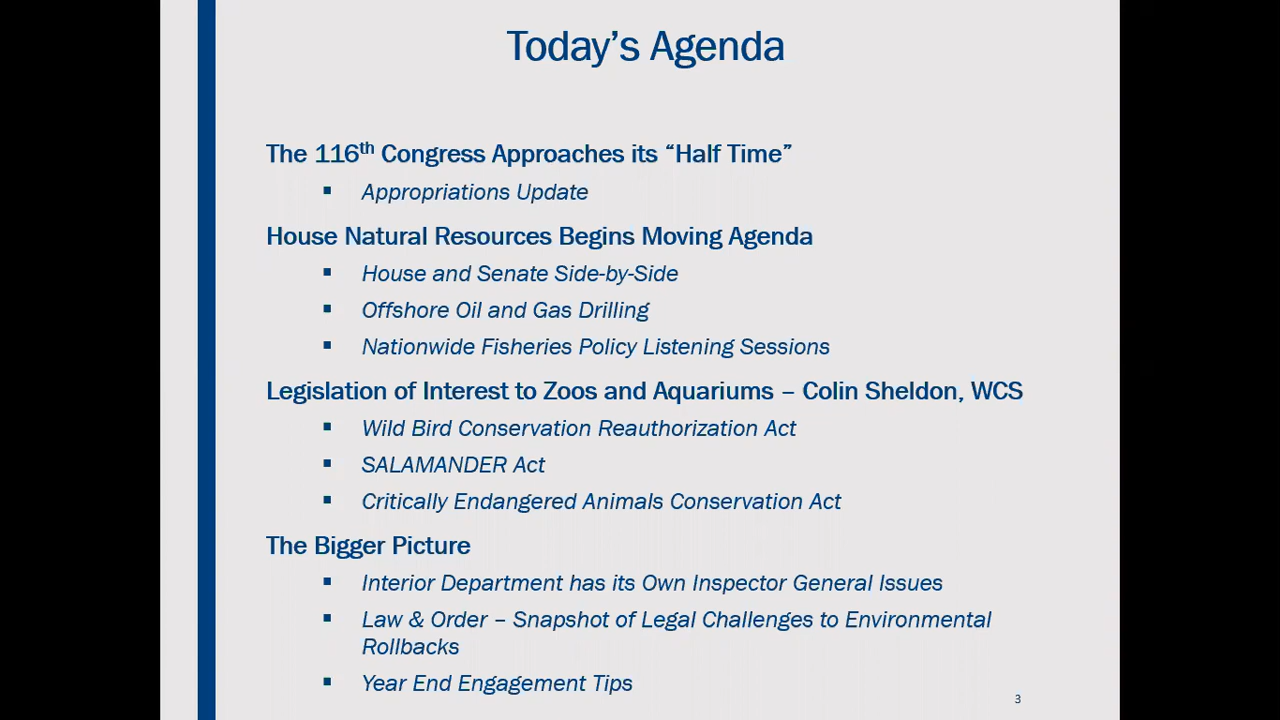 Today’s Agenda
The 116th Congress Approaches its “Half Time”
▪ Appropriations Update
House Natural Resources Begins Moving Agenda
▪ House and Senate Side-by-Side
▪ Offshore Oil and Gas Drilling
▪ Nationwide Fisheries Policy Listening Sessions
Legislation of Interest to Zoos and Aquariums – Colin Sheldon, WCS
▪ Wild Bird Conservation Reauthorization Act
▪ SALAMANDER Act
▪ Critically Endangered Animals Conservation Act
The Bigger Picture
▪ Interior Department has its Own Inspector General Issues
▪ Law & Order – Snapshot of Legal Challenges to Environmental
Rollbacks
▪ Year End Engagement Tips
3